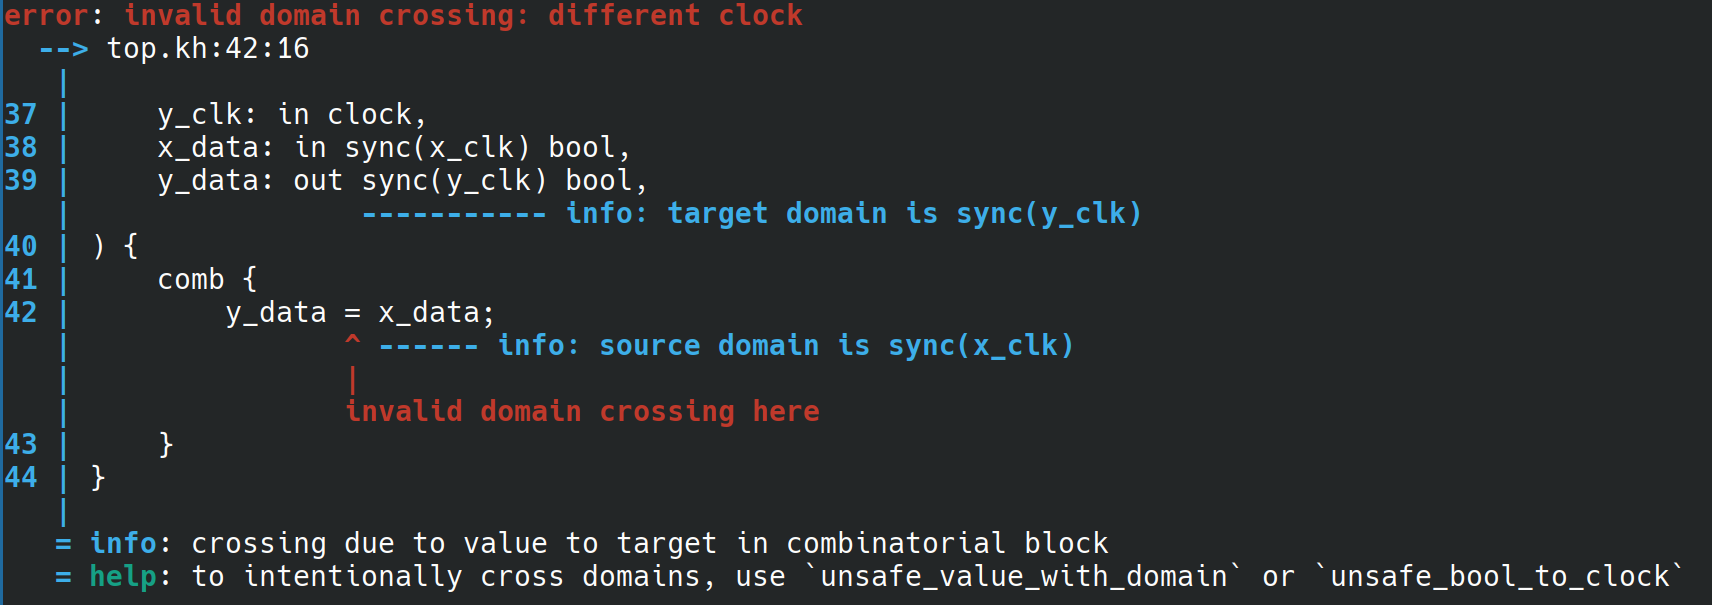 error: invalid domain crossing: different clock
  --> top.kh:42:16
   |
37 |     y_clk: in clock,
38 |     x_data: in sync(x_clk) bool,
39 |     y_data: out sync(y_clk) bool,
   |                 ----------- info: target domain is sync(y_clk)
40 | ) {
41 |     comb {
42 |         y_data = x_data;
   |                ^ ------ info: source domain is sync(x_clk)
   |                |
   |                invalid domain crossing here
43 |     }
44 | }
   |
   = info: crossing due to value to target in combinatorial block
   = help: to intentionally cross domains, use `unsafe_value_with_domain` or `unsafe_bool_to_clock`